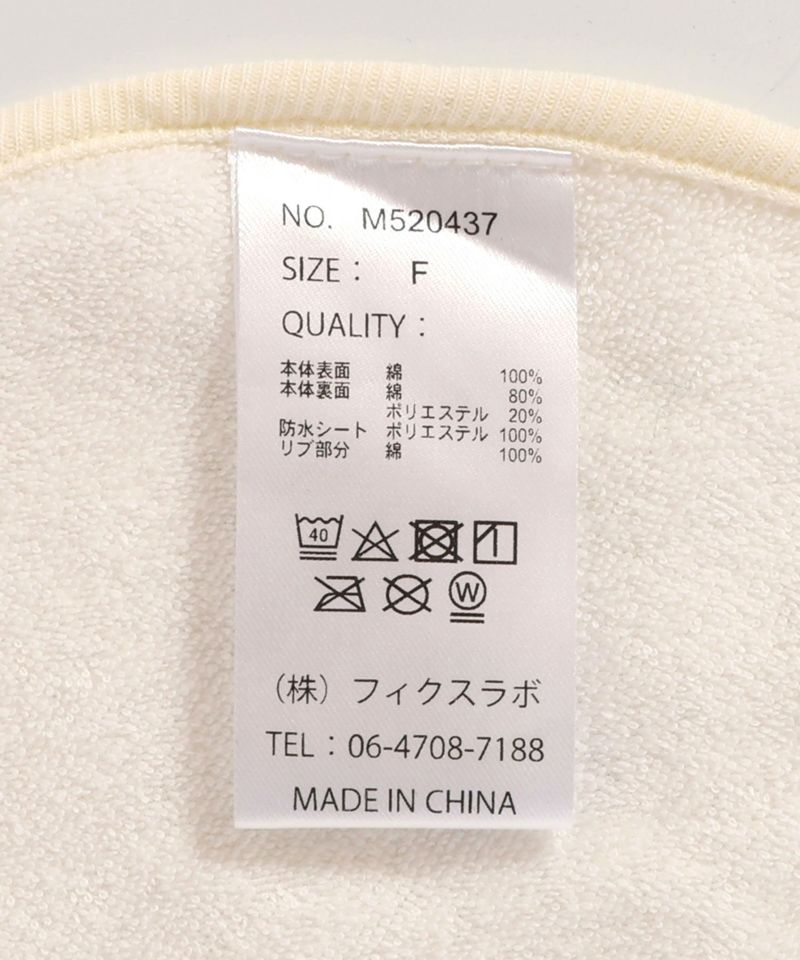 NO. M520437
SIZE： F
QUALITY：
本体表面 綿 100%
本体裏面 綿 80%
ポリエステル 20%
防水シート ポリエステル 100%
リブ部分 綿 100%
40
W
（株）フィクスラボ
TEL：06-4708-7188
MADE IN CHINA